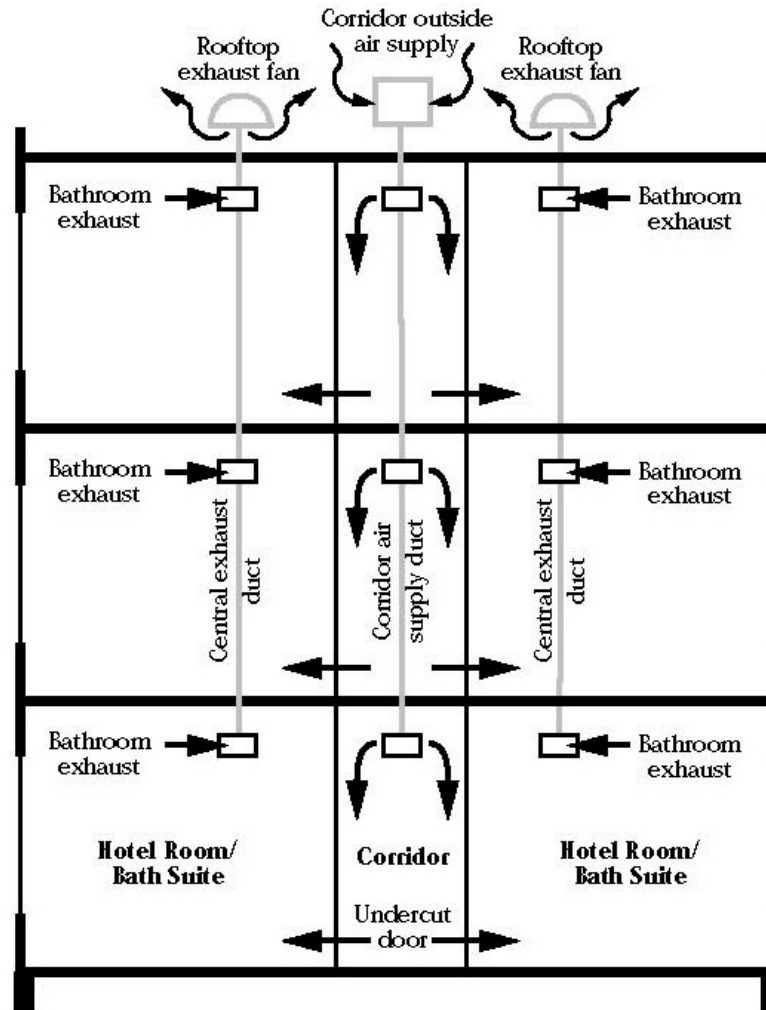 Corridor outside
air supply
Rooftop
exhaust fan
Rooftop
exhaust fan
Bathroom
exhaust
Bathroom
exhaust
Bathroom
exhaust
Bathroom
exhaust
Central exhaust
duct
Corridor air
supply duct
Central exhaust
duct
Bathroom
exhaust
Bathroom
exhaust
Hotel Room/
Bath Suite
Corridor
Hotel Room/
Bath Suite
Undercut
door